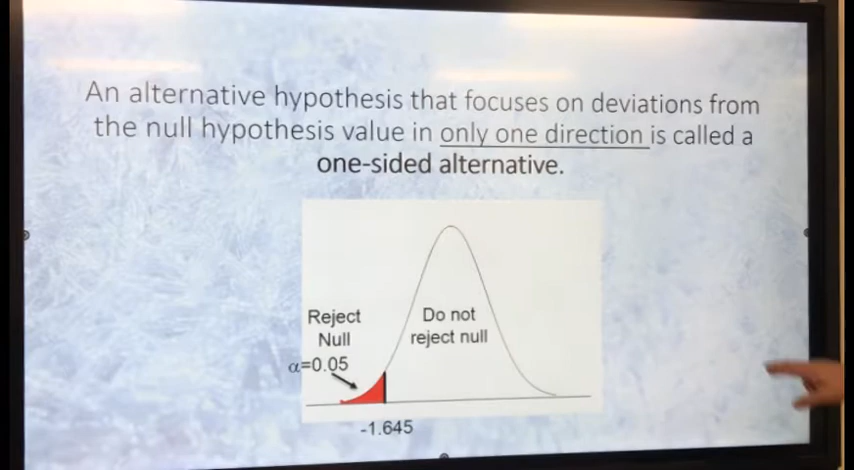 An alternative hypothesis that focuses on deviations from
the null hypothesis value in only one direction is called a
one-sided alternative.
Reject
Null
α=0.05
Do not
reject null
-1.645